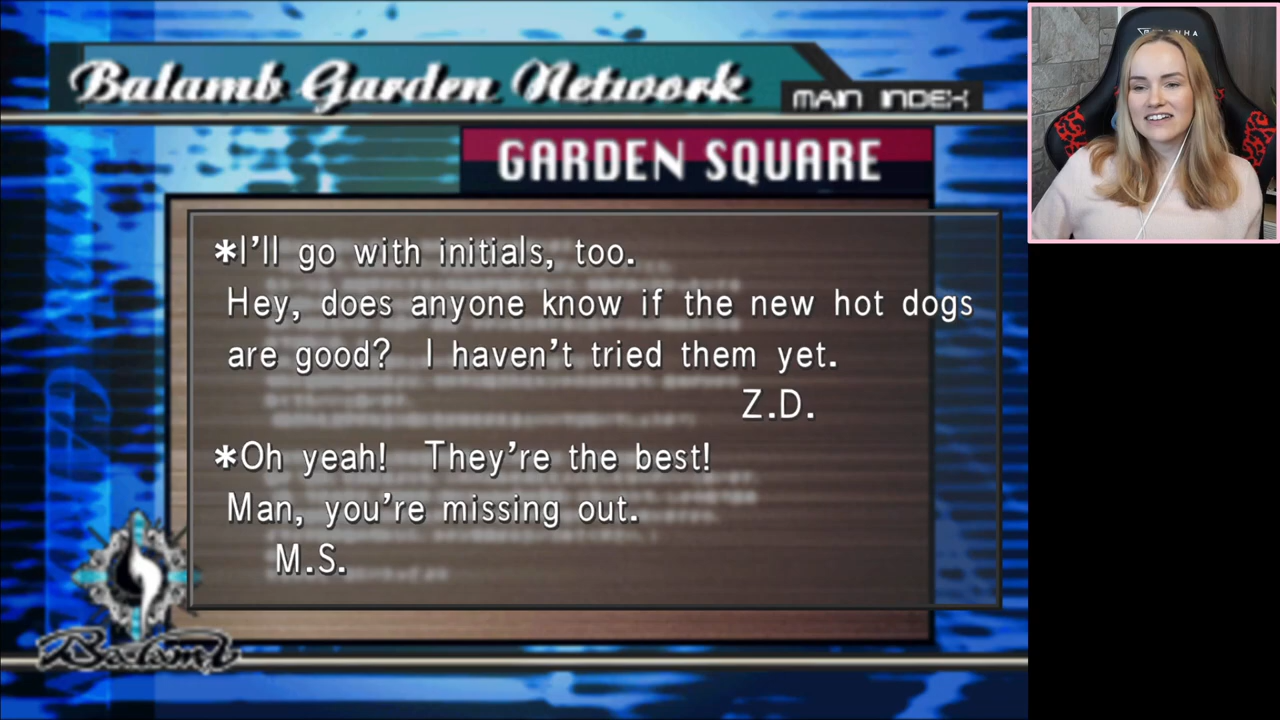 Balamb Garden Network
MAIN INDEX
GARDEN SQUARE
*I'll go with initials, too.
Hey, does anyone know if the new hot dogs
are good? I haven't tried them yet.
Z.D.
*Oh yeah! They're the best!
Man, you're missing out.
M.S.
Balamb